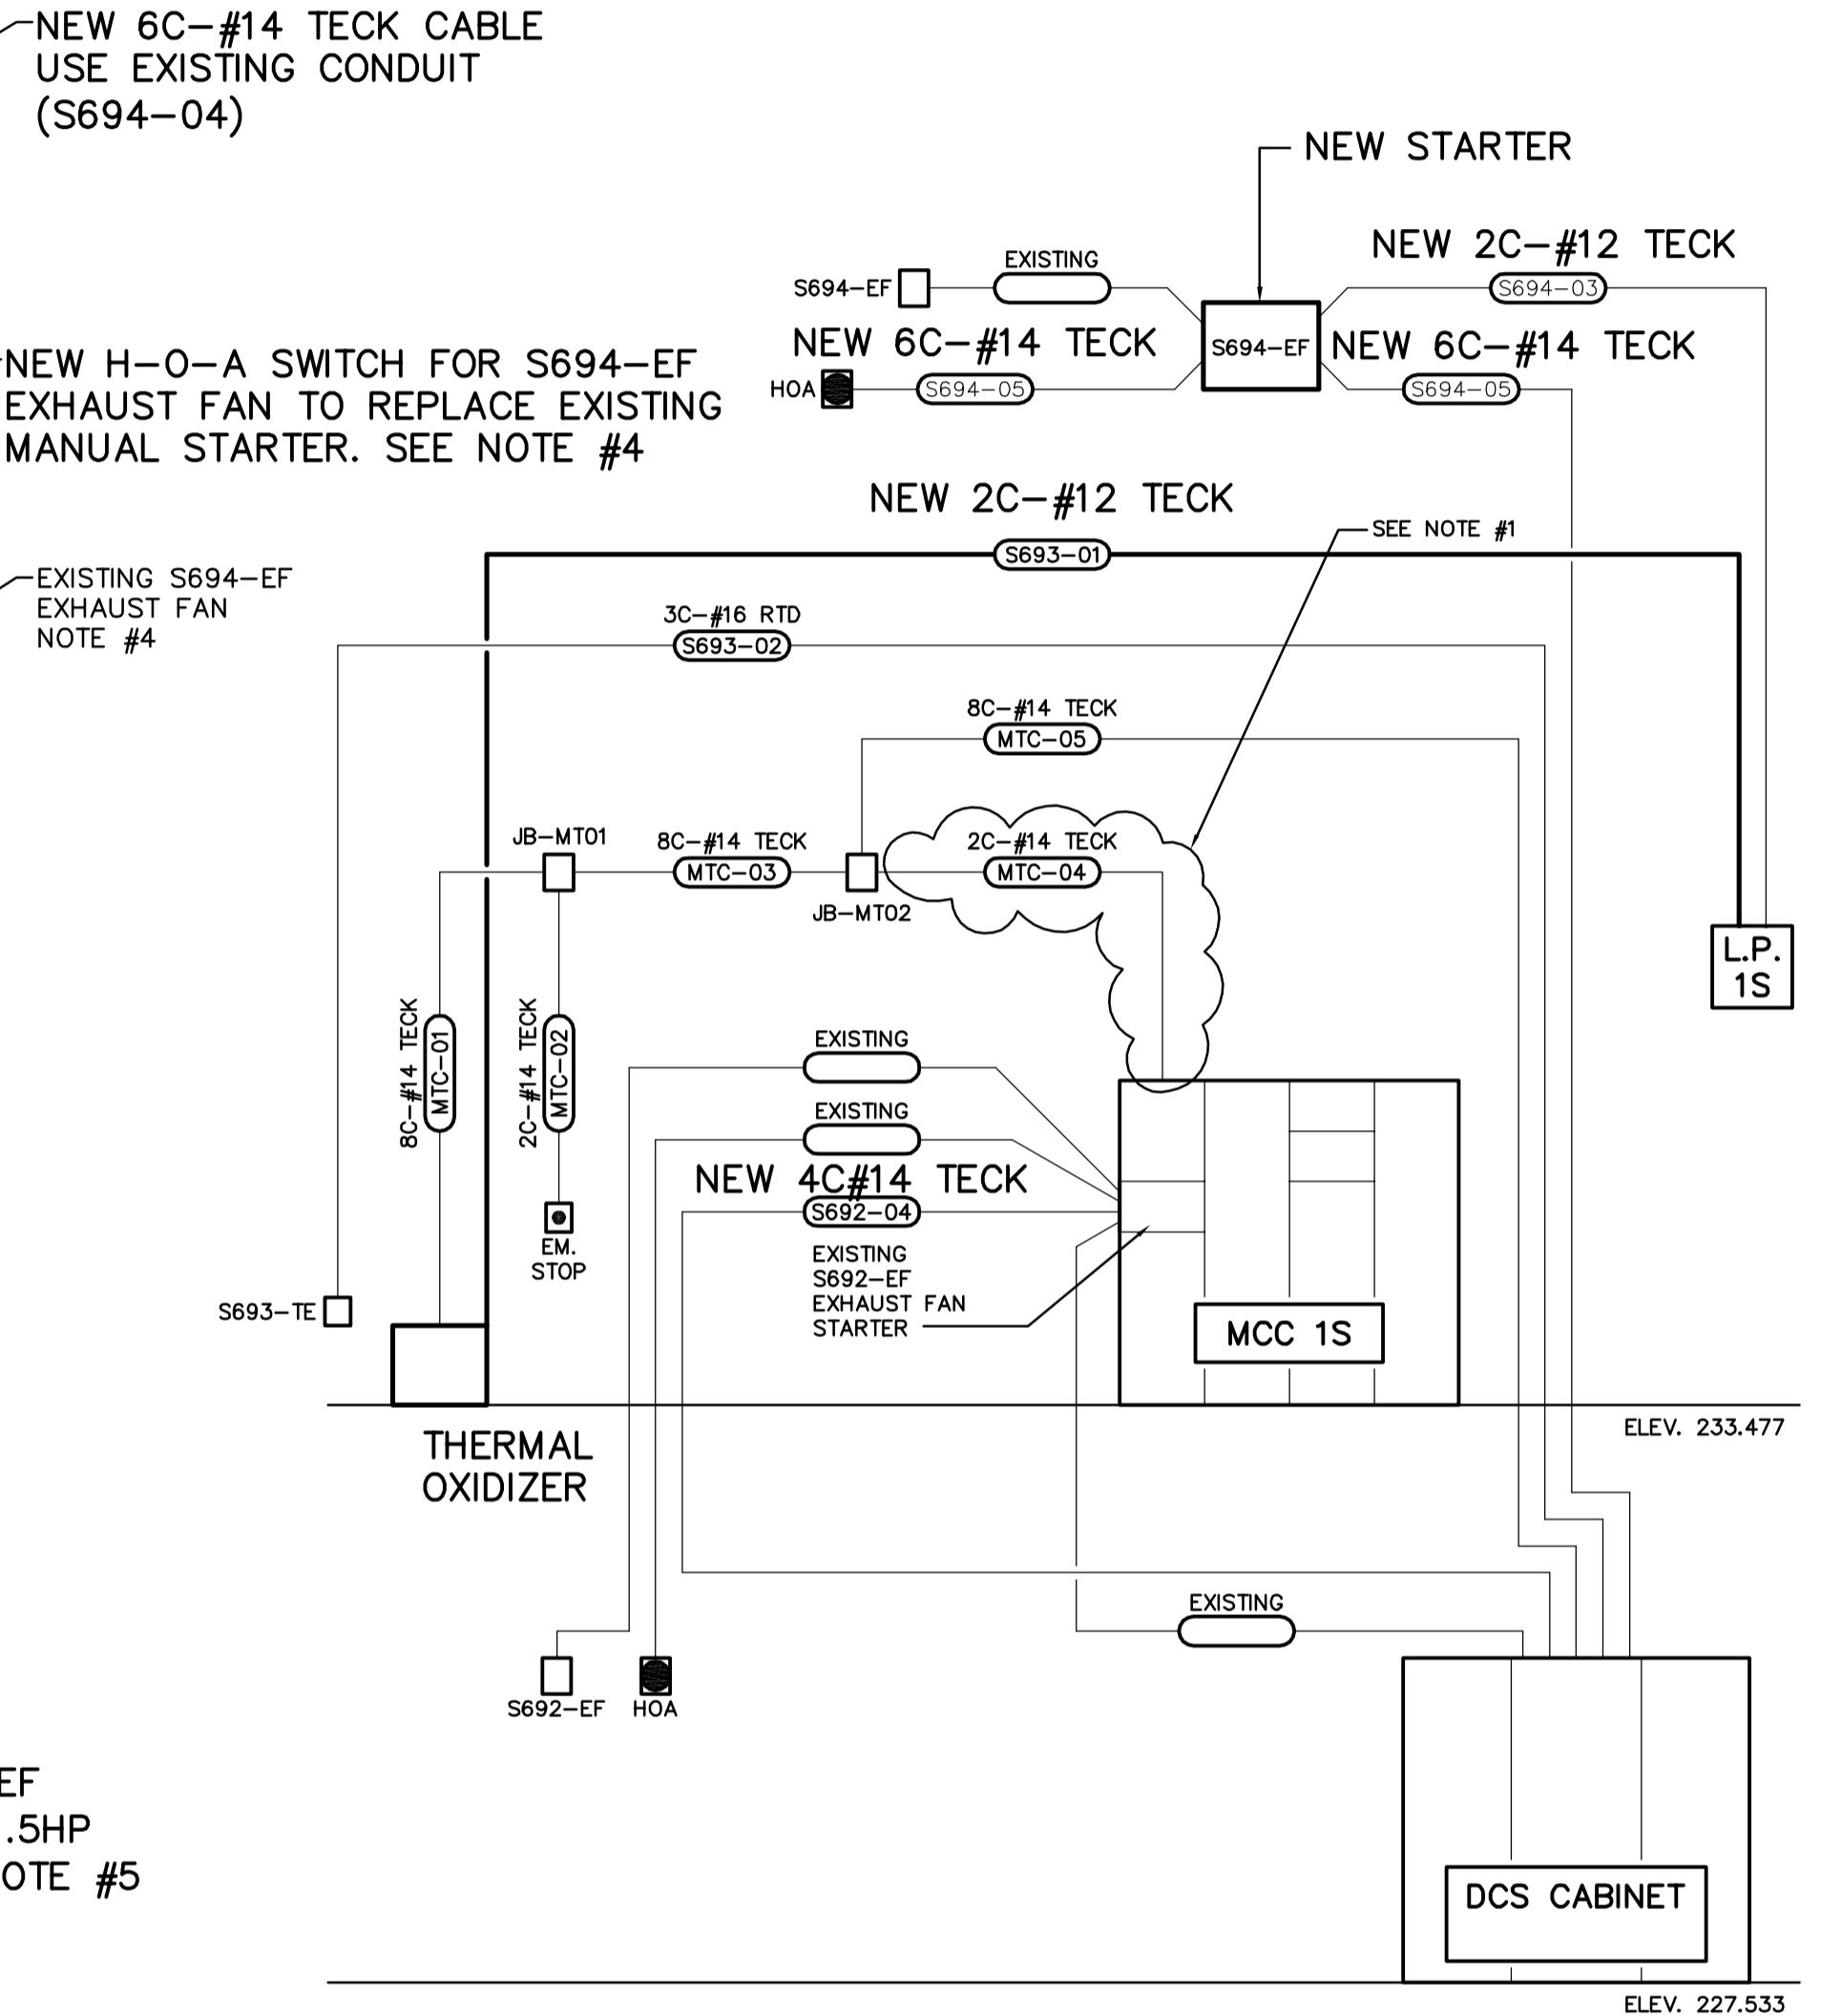 NEW 6C-#14 TECK CABLE
USE EXISTING CONDUIT
(S694-04)
NEW STARTER
NEW 2C-#12 TECK
EXISTING
S694-EF
S694-03
NEW 6C-#14 TECK
S694-EF
NEW 6C-#14 TECK
HOA
S694-05
S694-05
NEW H-O-A SWITCH FOR S694-EF
EXHAUST FAN TO REPLACE EXISTING
MANUAL STARTER. SEE NOTE #4
NEW 2C-#12 TECK
SEE NOTE #1
S693-01
EXISTING S694-EF
EXHAUST FAN
NOTE #4
3C-#16 RTD
S693-02
8C-#14 TECK
MTC-05
JB-MT01
8C-#14 TECK
MTC-03
2C-#14 TECK
MTC-04
JB-MT02
L.P.
1S
8C-#14 TECK
MTC-01
2C-#14 TECK
MTC-02
EXISTING
EXISTING
NEW 4C#14 TECK
S692-04
EM.
STOP
EXISTING
S692-EF
EXHAUST FAN
STARTER
S693-TE
MCC 1S
ELEV. 233.477
THERMAL
OXIDIZER
EXISTING
S692-EF
HOA
EF
.5HP
OTE #5
DCS CABINET
ELEV. 227.533